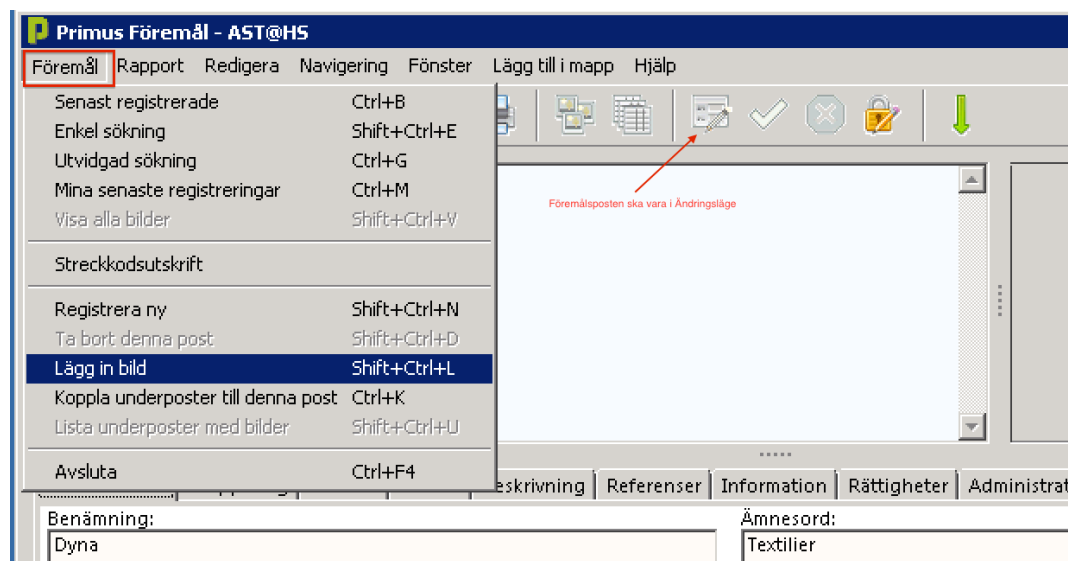 Primus Föremål - AST@HS
Föremål Rapport Redigera Navigering Fönster Lägg till i mapp Hjälp
Senast registrerade Ctrl+B
Enkel sökning Shift+Ctrl+E
Utvidgad sökning Ctrl+G
Mina senaste registreringar Ctrl+M
Visa alla bilder Shift+Ctrl+V
Föremålsposten ska vara i Ändringsläge
Streckkodsutskrift
Registrera ny Shift+Ctrl+N
Ta bort denna post Shift+Ctrl+D
Lägg in bild Shift+Ctrl+L
Koppla underposter till denna post Ctrl+K
Lista underposter med bilder Shift+Ctrl+U
Avsluta Ctrl+F4
eskrivning Referenser Information Rättigheter Administrat
Benämning: Ämnesord:
Dyna Textilier